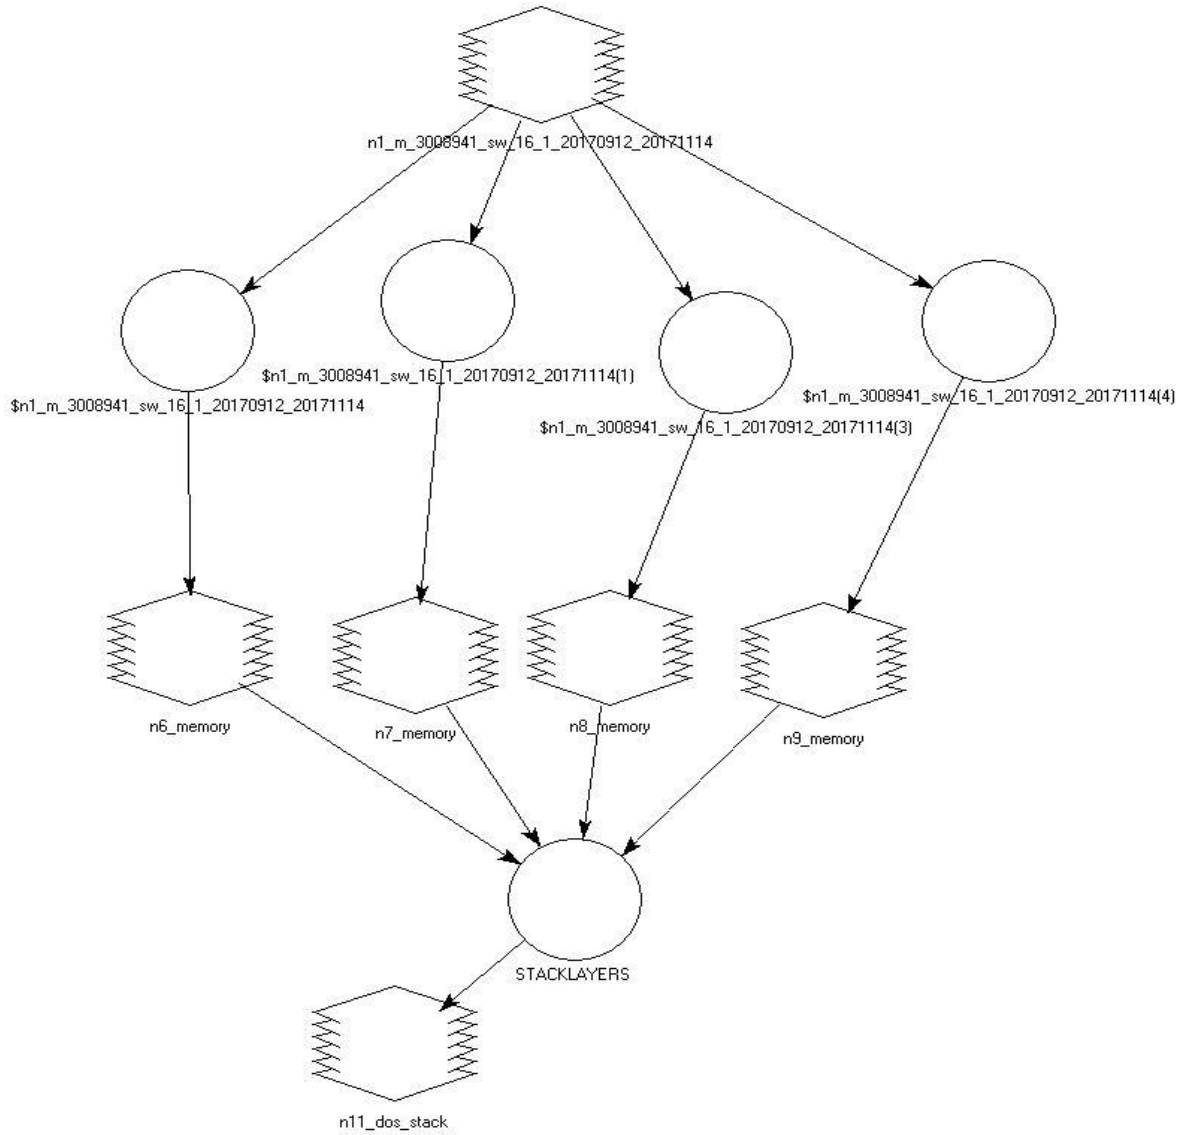 n1_m_3008941_sw_16_1_20170912_20171114
$n1_m_3008941_sw_16_1_20170912_20171114(1)
$n1_m_3008941_sw_16_1_20170912_20171114(4)
$n1_m_3008941_sw_16_1_20170912_20171114
$n1_m_3008941_sw_16_1_20170912_20171114(3)
n6_memory
n7_memory
n8_memory
n9_memory
STACKLAYERS
n11_dos_stack